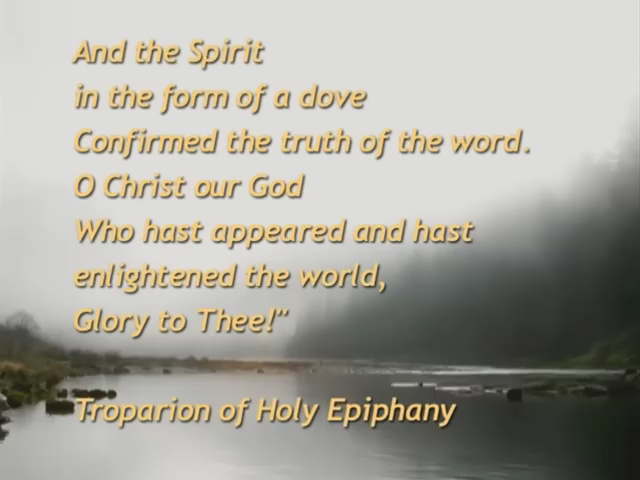 And the Spirit
in the form of a dove
Confirmed the truth of the word.
O Christ our God
Who hast appeared and hast
enlightened the world,
Glory to Thee!"
Troparion of Holy Epiphany